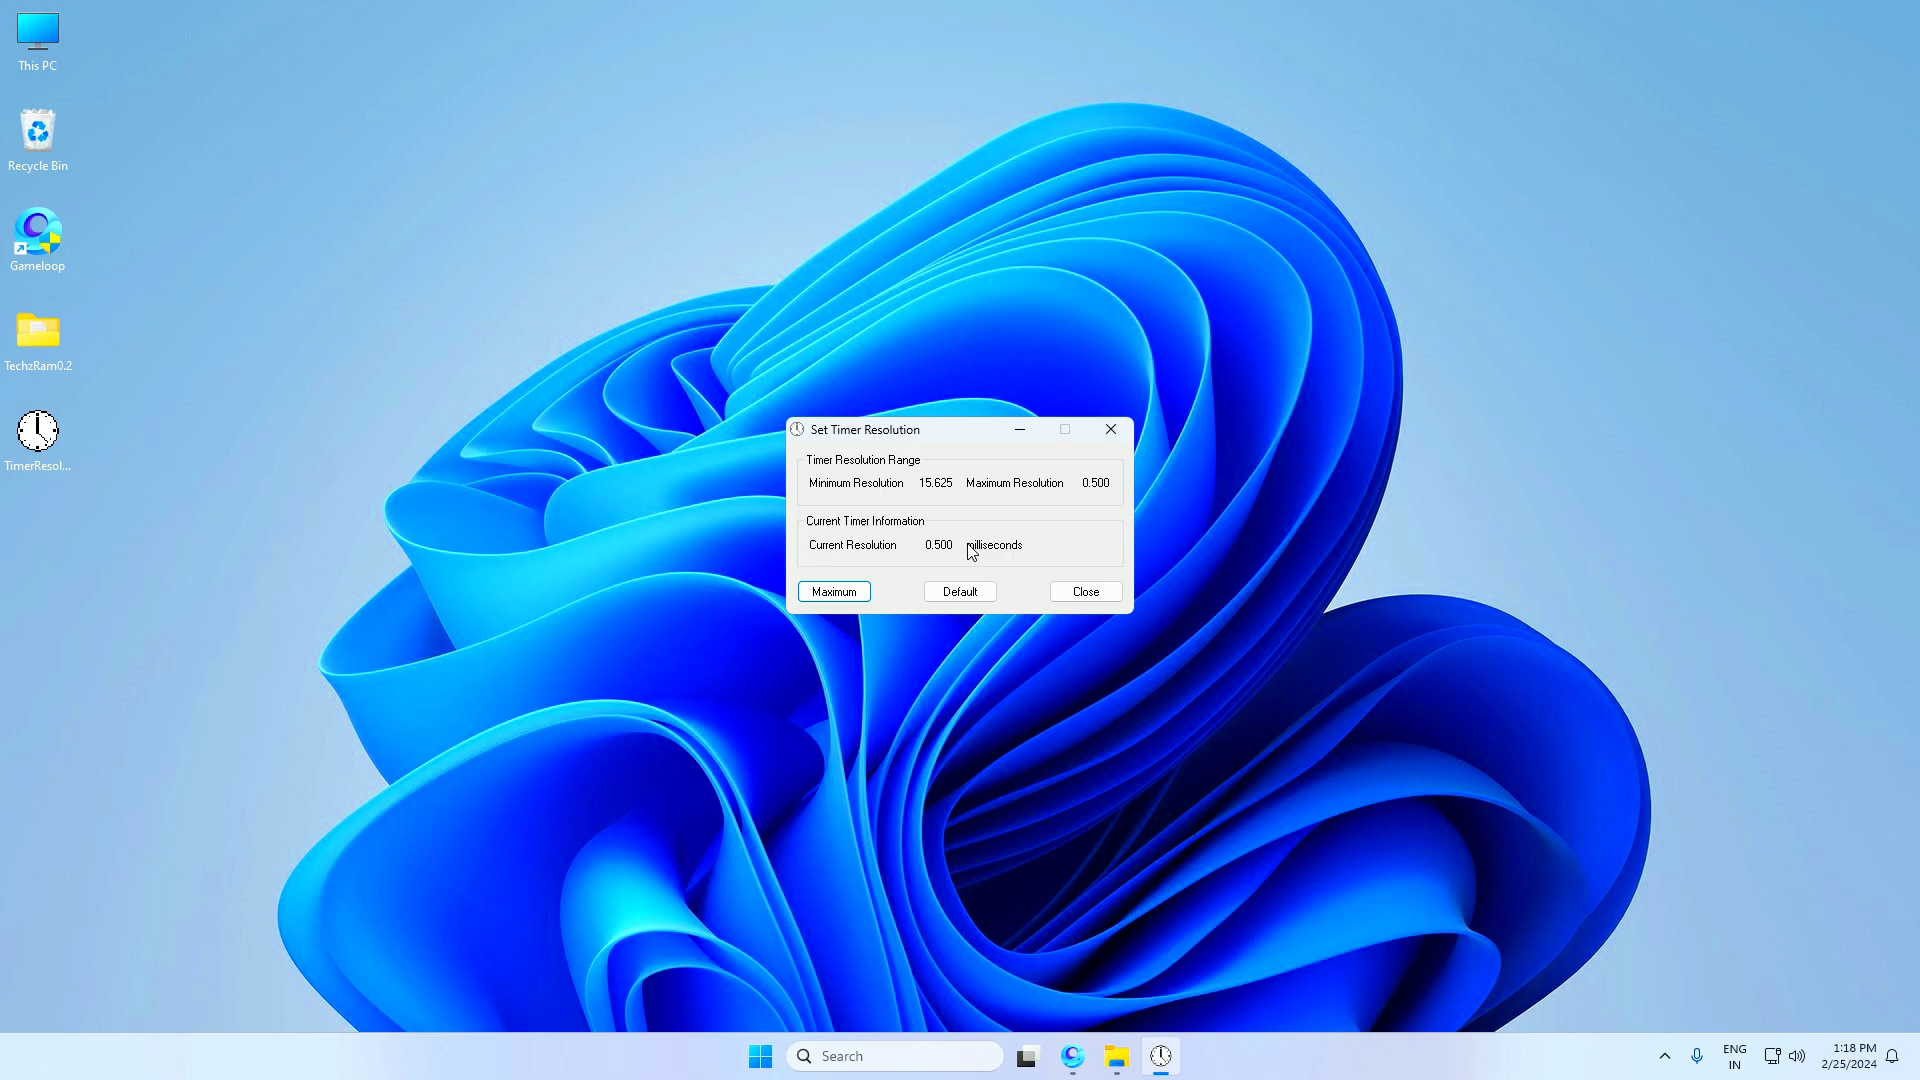 This PC
Recycle Bin
Gameloop
TechzRam0.2
TimerResol...
Set Timer Resolution
Timer Resolution Range
Minimum Resolution 15.625 Maximum Resolution 0.500
Current Timer Information
Current Resolution 0.500 milliseconds
Maximum Default Close
Search
ENG
IN
1:18 PM
2/25/2024